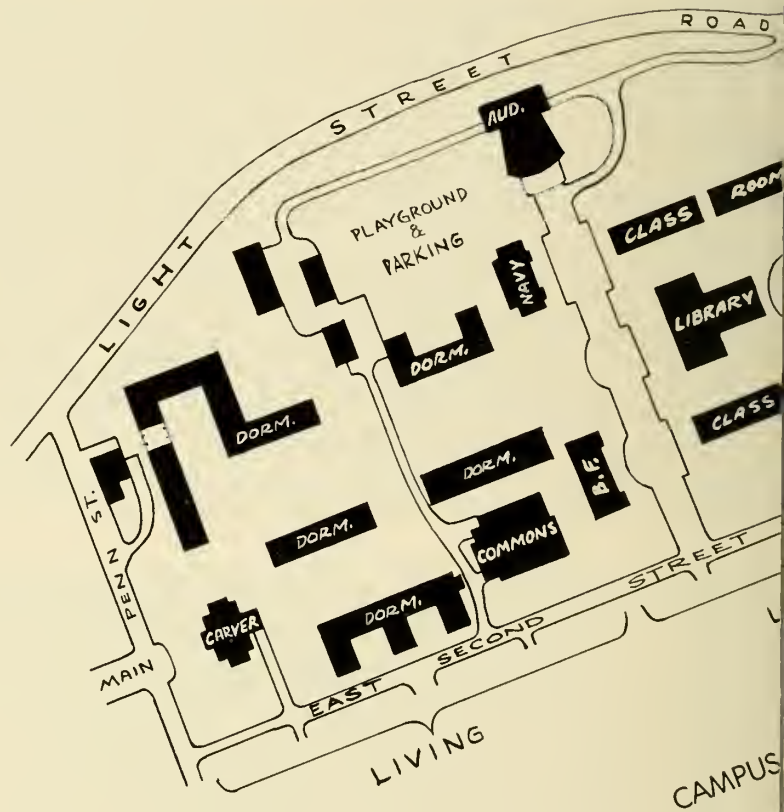 LIGHT STREET ROAD
AUD.
PLAYGROUND
&
PARKING
NAVY
CLASS
ROOM
LIBRARY
CLASS
DORM.
DORM.
DORM.
DORM.
DORM.
B.F.
COMMONS
CARVER
PENN ST.
MAIN
EAST SECOND STREET
LIVING
L
CAMPUS